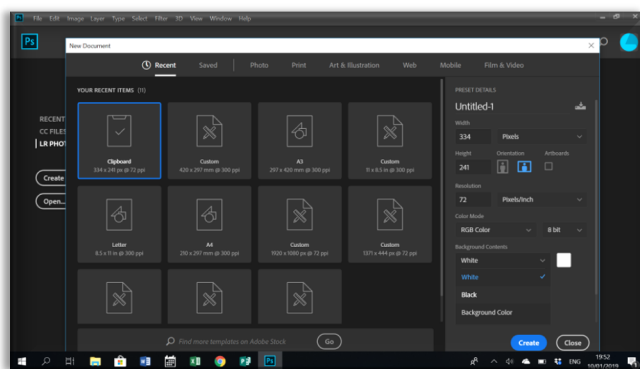 Ps File Edit Image Layer Type Select Filter 3D View Window Help
Ps
New Document
Recent Saved Photo Print Art & Illustration Web Mobile Film & Video
YOUR RECENT ITEMS (11)
Clipboard
334 x 241 px @ 72 ppi
Custom
420 x 297 mm @ 300 ppi
A3
297 x 420 mm @ 300 ppi
Custom
11 x 8.5 in @ 300 ppi
Letter
8.5 x 11 in @ 300 ppi
A4
210 x 297 mm @ 300 ppi
Custom
1920 x 1080 px @ 72 ppi
Custom
1371 x 444 px @ 72 ppi
Find more templates on Adobe Stock
Go
RECENT
CC FILES
LR PHOT
Create
Open...
PRESET DETAILS
Untitled-1
Width
334 Pixels
Height Orientation Artboards
241
Resolution
72 Pixels/Inch
Color Mode
RGB Color 8 bit
Background Contents
White
White
Black
Background Color
Create Close
Ps
ENG
19:52
10/01/2019